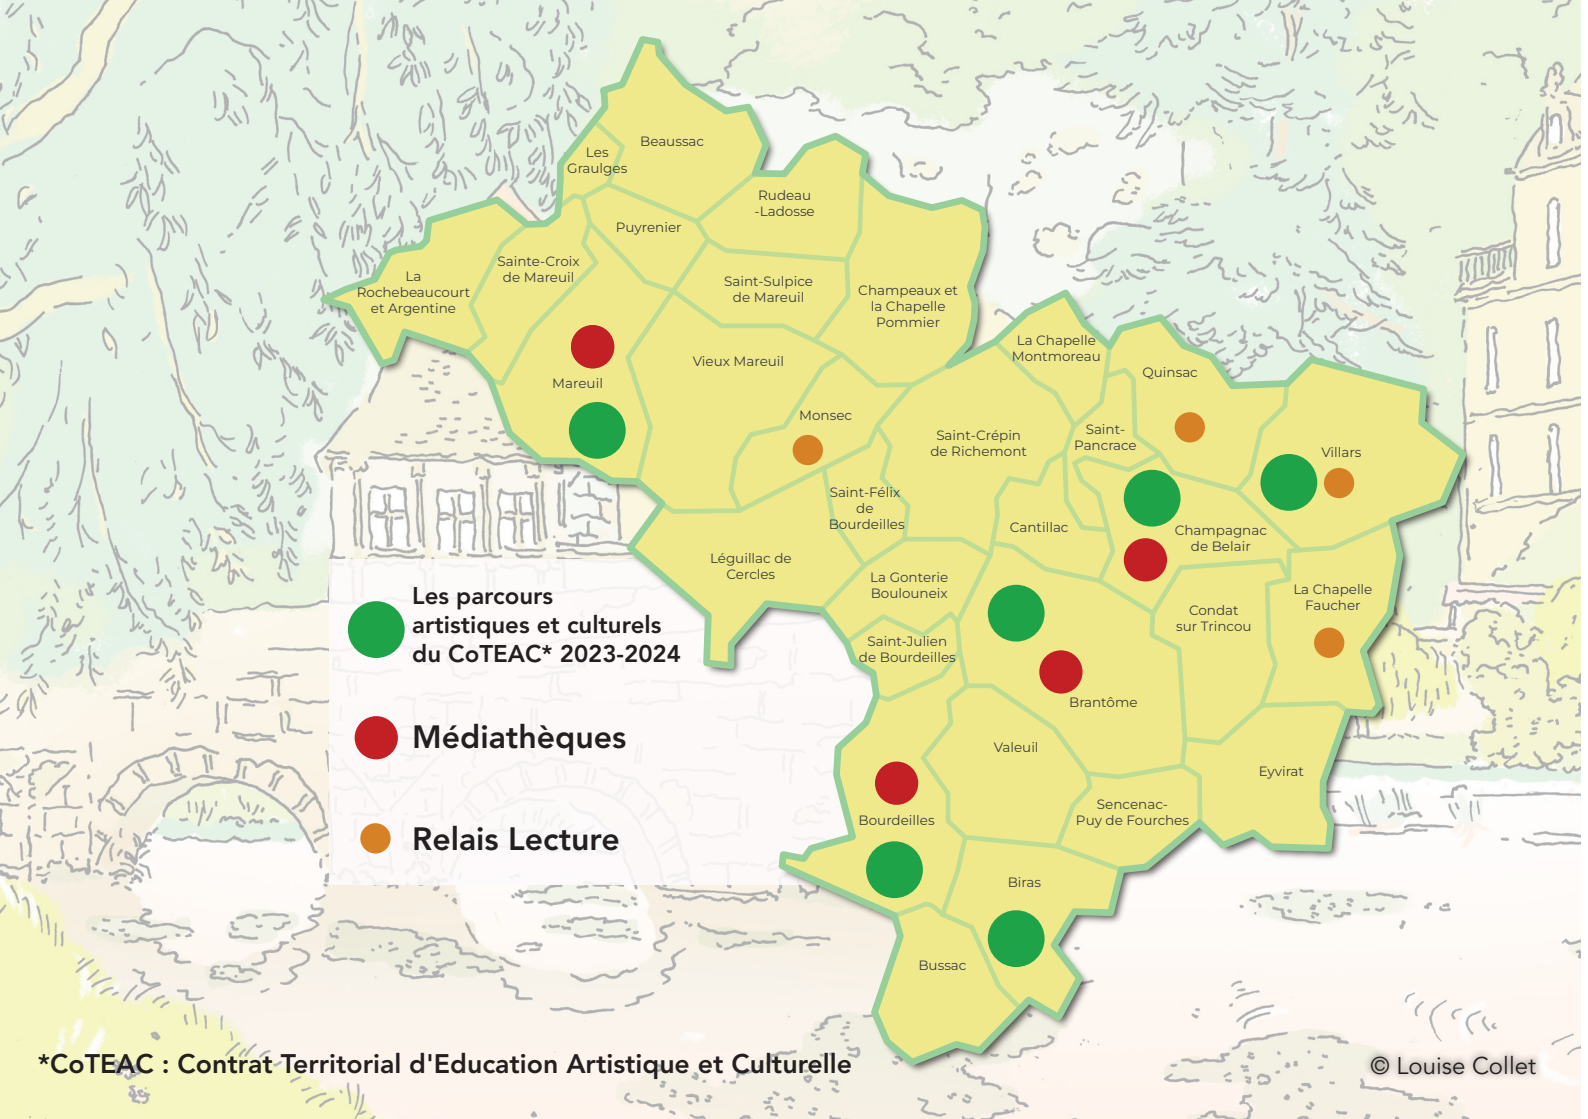 Beaussac
Les
Graulges
Rudeau
-Ladosse
Puyrenier
Sainte-Croix
de Mareuil
La
Rochebeaucourt
et Argentine
Saint-Sulpice
de Mareuil
Champeaux et
la Chapelle
Pommier
La Chapelle
Montmoreau
Vieux Mareuil
Quinsac
Mareuil
Monsec
Saint-Crépin
de Richemont
Saint-
Pancrace
Villars
Saint-Félix
de
Bourdeilles
Cantillac
Champagnac
de Belair
Léguillac de
Cercles
La Gonterie
Boulouneix
La Chapelle
Faucher
Condat
sur Trincou
Saint-Julien
de Bourdeilles
Brantôme
Valeuil
Eyvirat
Sencenac-
Puy de Fourches
Bourdeilles
Biras
Bussac
Les parcours
artistiques et culturels
du CoTEAC* 2023-2024
Médiathèques
Relais Lecture
*CoTEAC : Contrat Territorial d'Education Artistique et Culturelle
© Louise Collet